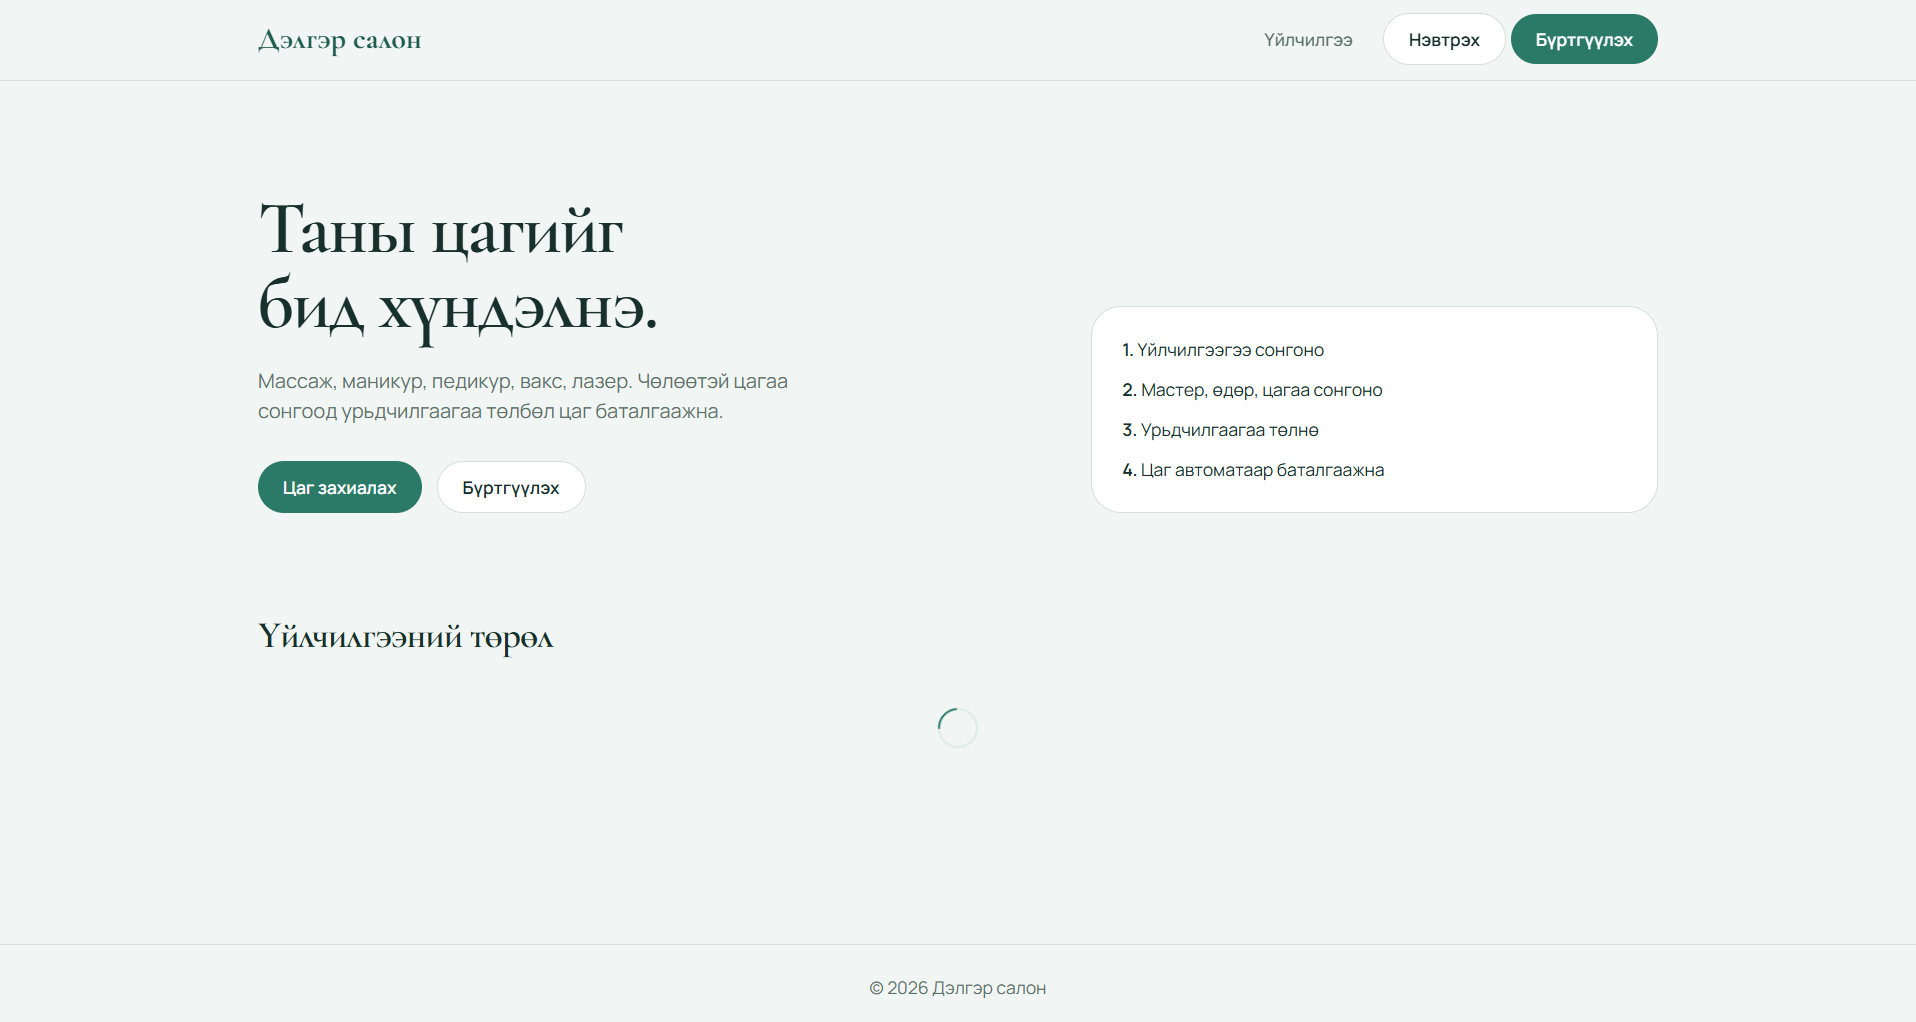 Дэлгэр салон
Үйлчилгээ
Нэвтрэх
Бүртгүүлэх
Таны цагийг
бид хүндэлнэ.
Массаж, маникур, педикур, вакс, лазер. Чөлөөтэй цагаа
сонгоод урьдчилгаагаа төлбөл цаг баталгаажна.
Цаг захиалах
Бүртгүүлэх
1. Үйлчилгээгээ сонгоно
2. Мастер, өдөр, цагаа сонгоно
3. Урьдчилгаагаа төлнө
4. Цаг автоматаар баталгаажна
Үйлчилгээний төрөл
© 2026 Дэлгэр салон